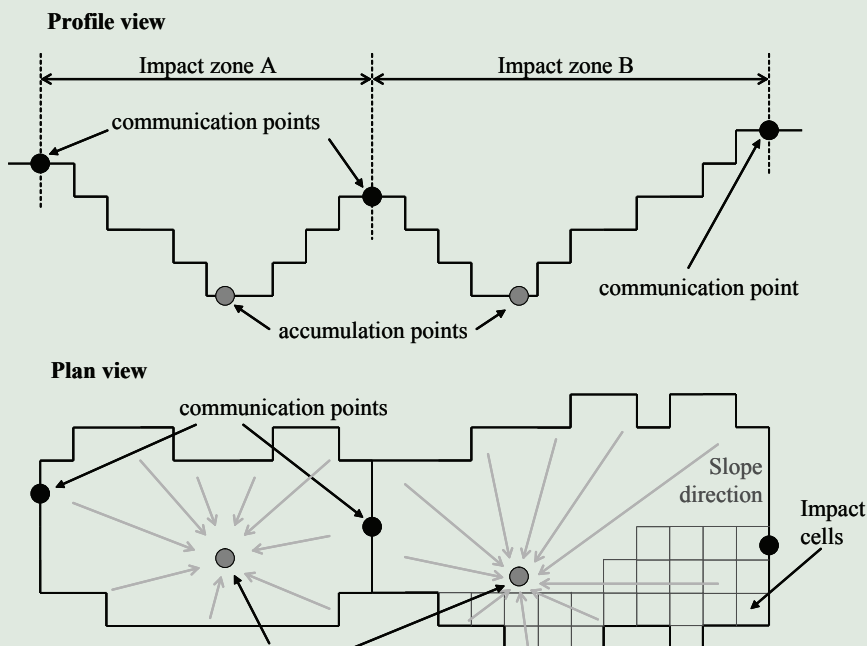 Profile view
Impact zone A
Impact zone B
communication points
communication point
accumulation points
Plan view
communication points
Slope
direction
Impact
cells